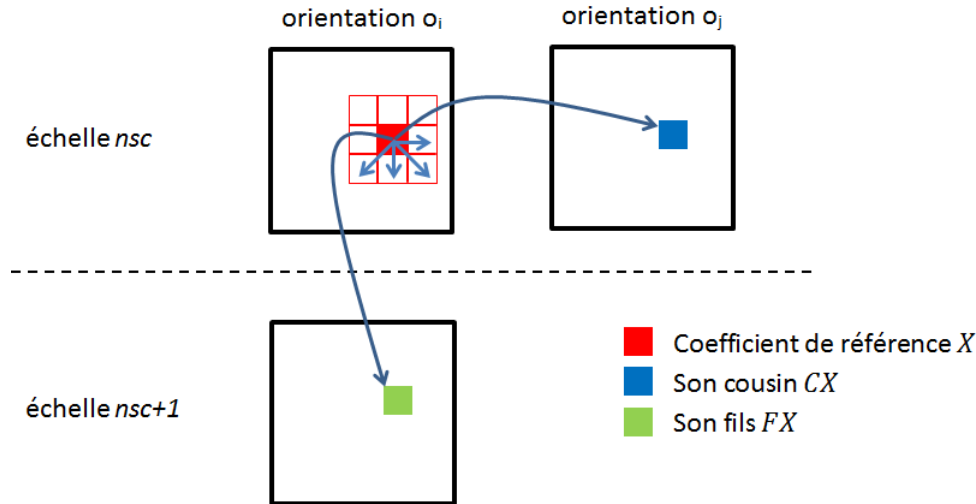 orientation oᵢ
orientation oⱼ
échelle nsc
échelle nsc+1
Coefficient de référence X
Son cousin CX
Son fils FX